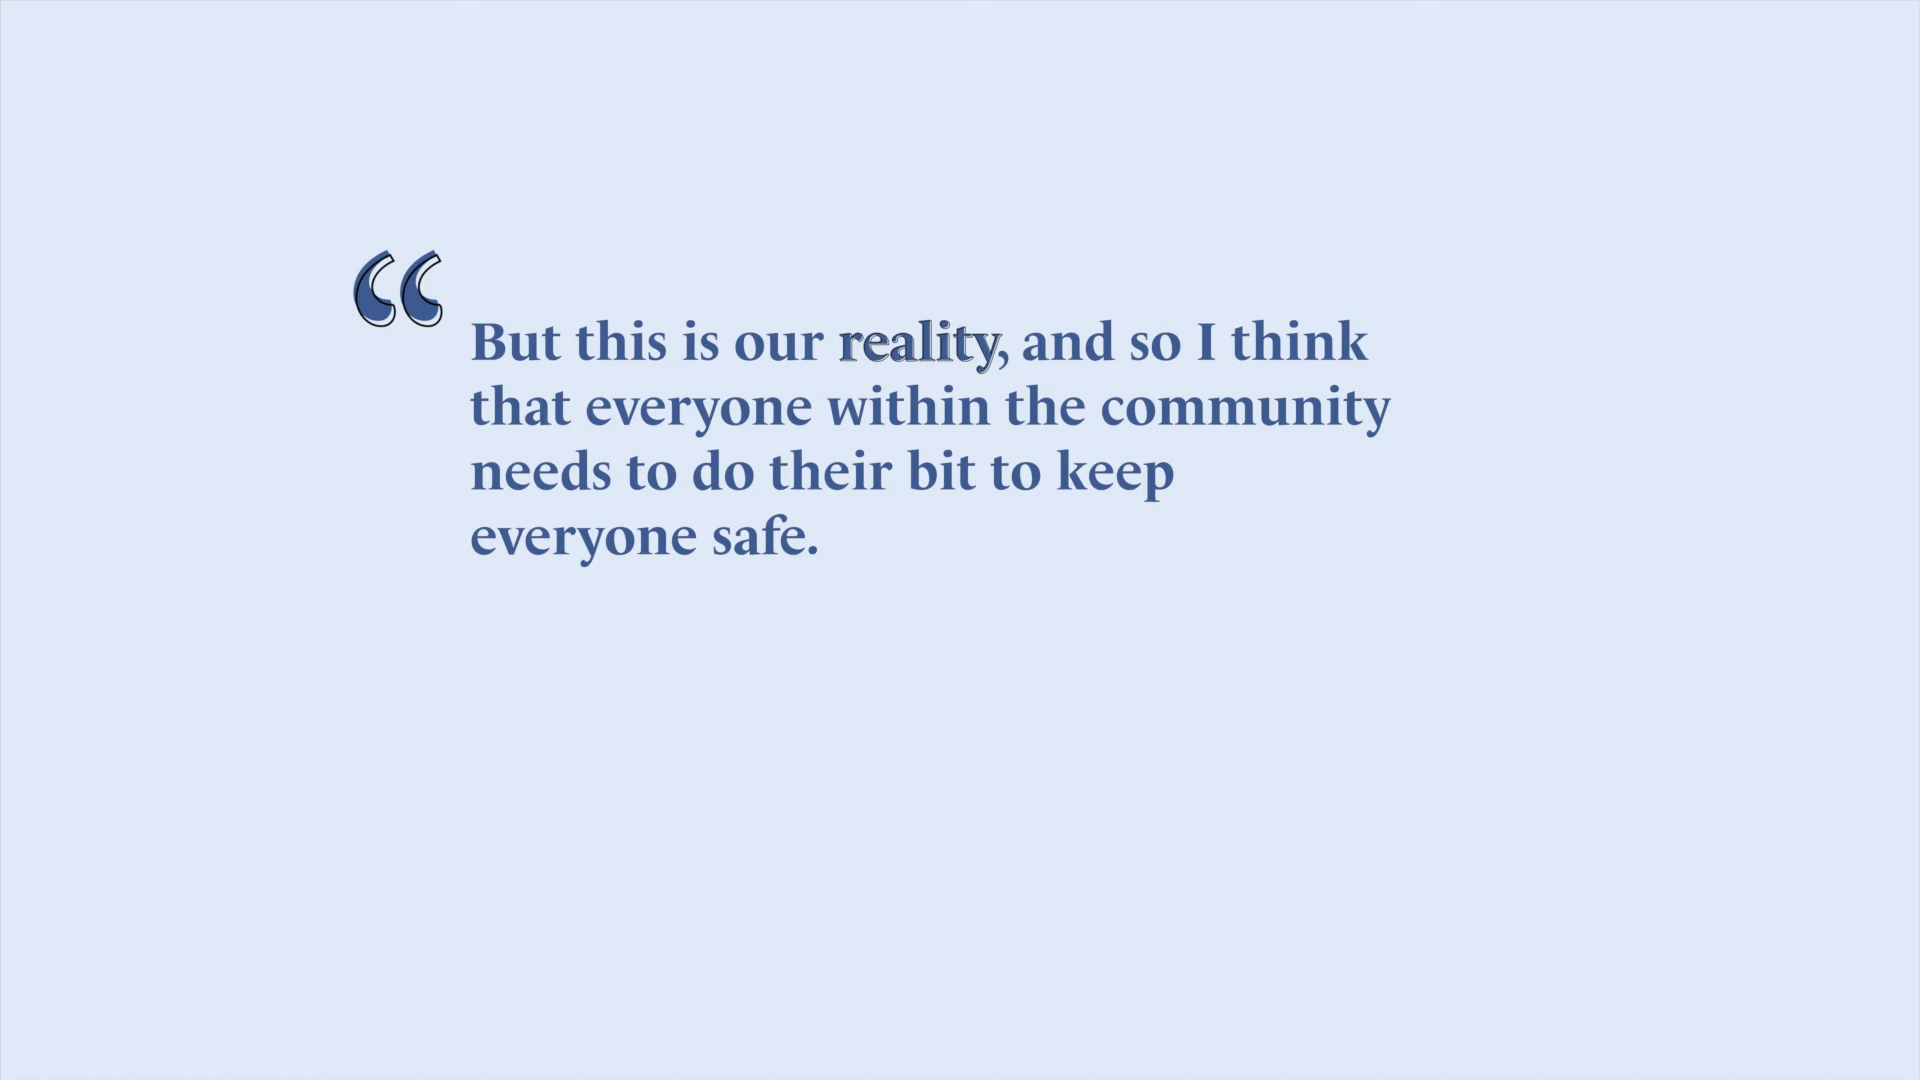 “
But this is our reality, and so I think
that everyone within the community
needs to do their bit to keep
everyone safe.